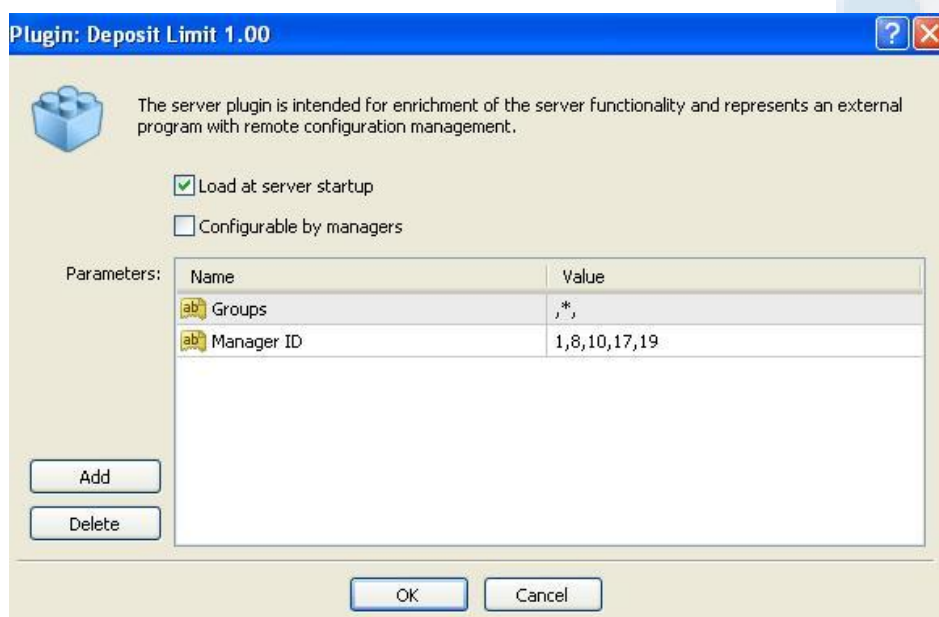 Plugin: Deposit Limit 1.00
The server plugin is intended for enrichment of the server functionality and represents an external
program with remote configuration management.
Load at server startup
Configurable by managers
Parameters:
Name Value
ab Groups ,*,
ab Manager ID 1,8,10,17,19
Add
Delete
OK Cancel